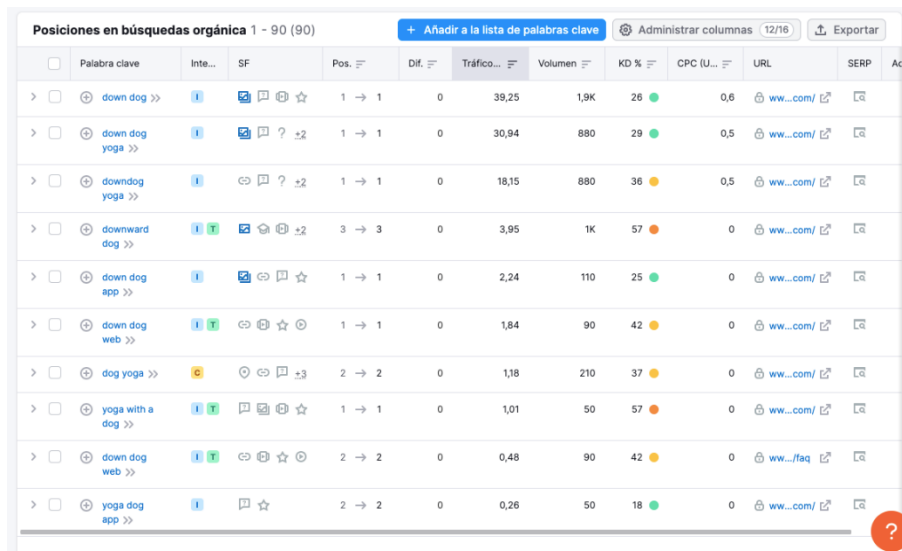 Posiciones en búsquedas orgánica 1 - 90 (90)
+ Añadir a la lista de palabras clave
Administrar columnas 12/16
Exportar
Palabra clave Inte... SF Pos. Dif. Tráfico... Volumen KD % CPC (U... URL SERP Ac
down dog I 1 → 1 0 39,25 1,9K 26 0,6 ww...com/
down dog I ? +2 1 → 1 0 30,94 880 29 0,5 ww...com/
yoga
downdog I ? +2 1 → 1 0 18,15 880 36 0,5 ww...com/
yoga
downward I T +2 3 → 3 0 3,95 1K 57 0 ww...com/
dog
down dog I 1 → 1 0 2,24 110 25 0 ww...com/
app
down dog I T 1 → 1 0 1,84 90 42 0 ww...com/
web
dog yoga C +3 2 → 2 0 1,18 210 37 0 ww...com/
yoga with a I T 1 → 1 0 1,01 50 57 0 ww...com/
dog
down dog I T 2 → 2 0 0,48 90 42 0 ww.../faq
web
yoga dog I 2 → 2 0 0,26 50 18 0 ww...com/
app
?